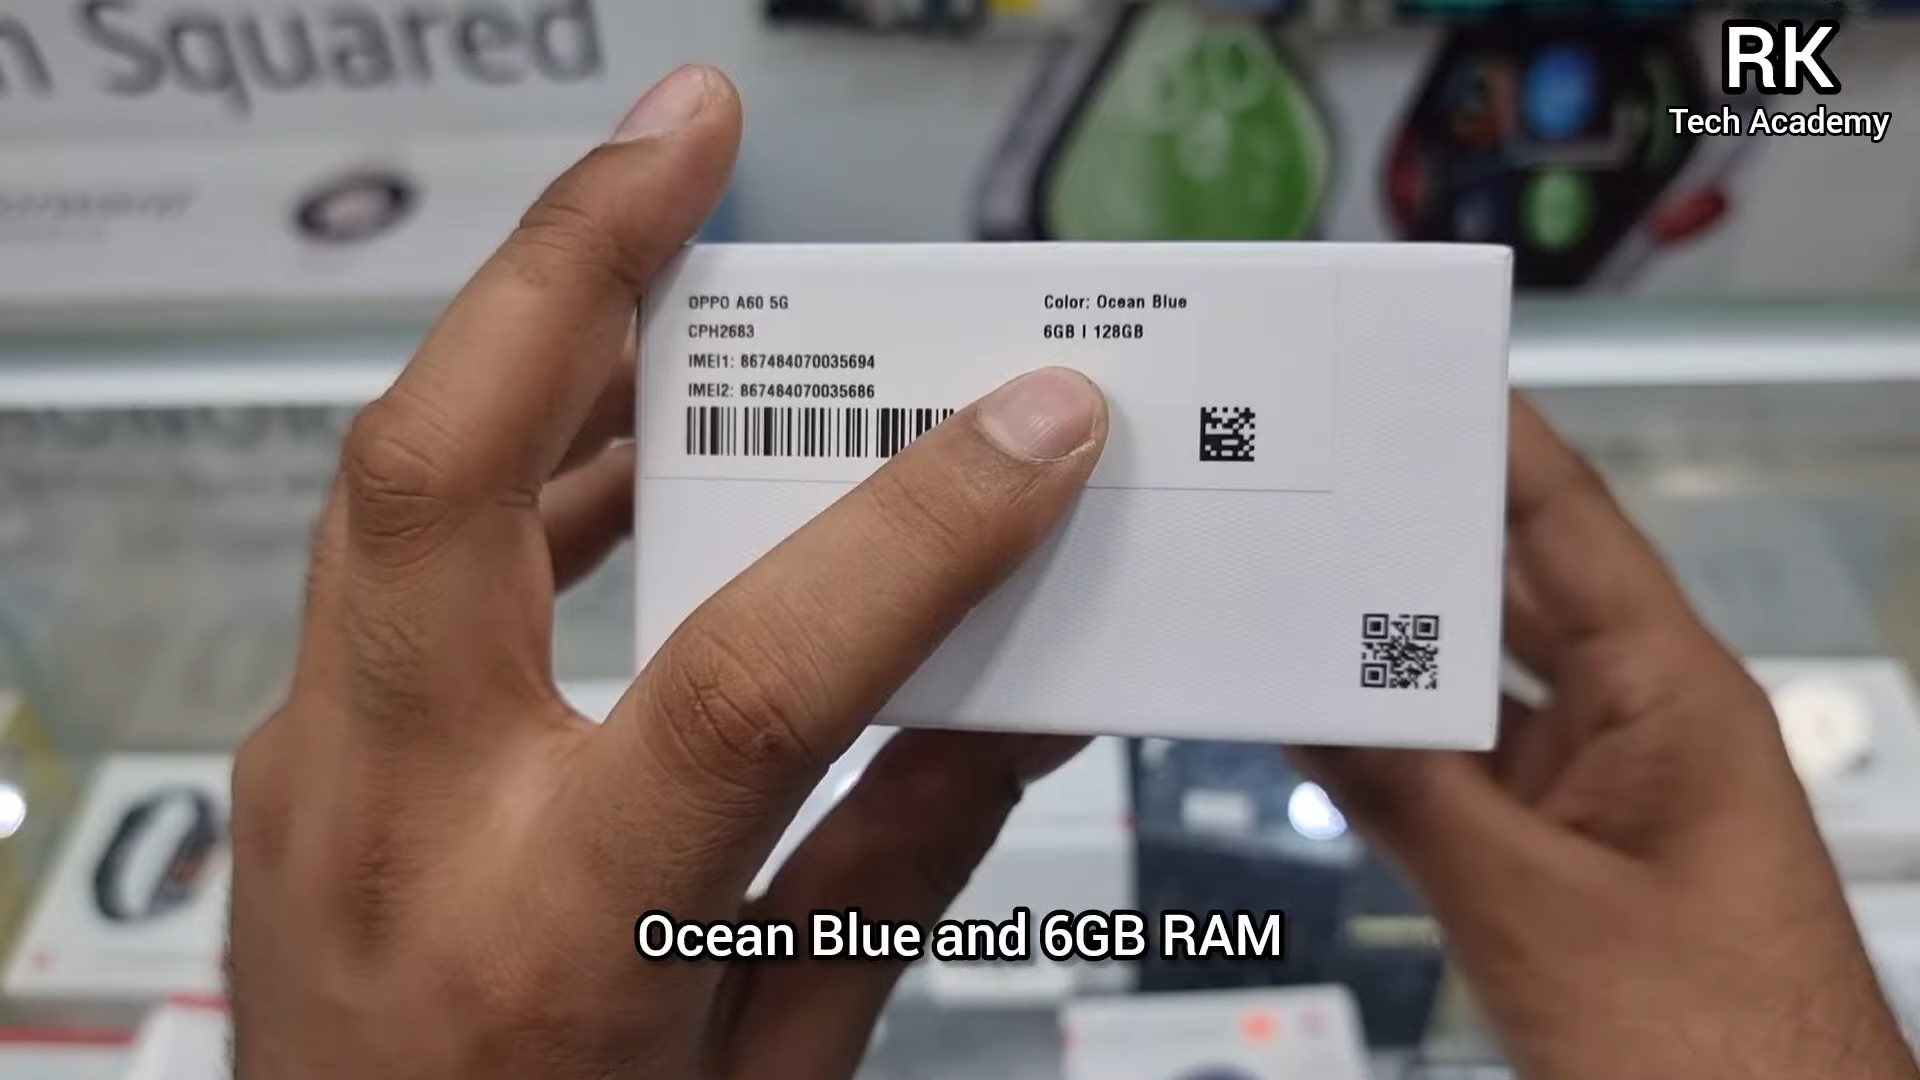 Squared
RK
Tech Academy
OPPO A60 5G
CPH2683
IMEI1: 867484070035694
IMEI2: 867484070035686
Color: Ocean Blue
6GB | 128GB
Ocean Blue and 6GB RAM